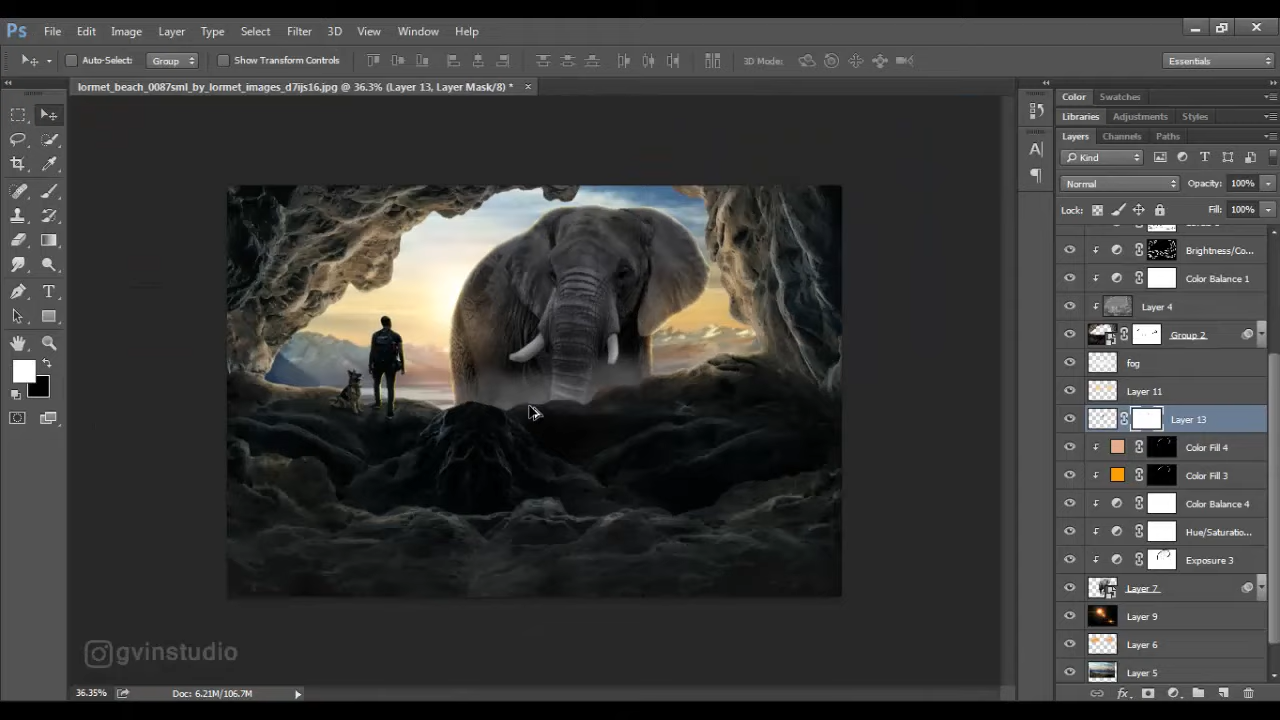 Ps File Edit Image Layer Type Select Filter 3D View Window Help
Auto-Select: Group Show Transform Controls 3D Mode: Essentials
lormet_beach_0087sml_by_lormet_images_d7ijs16.jpg @ 36.3% (Layer 13, Layer Mask/8) *
Color Swatches
Libraries Adjustments Styles
Layers Channels Paths
Kind
Normal Opacity: 100%
Lock: Fill: 100%
Brightness/Co...
Color Balance 1
Layer 4
Group 2
fog
Layer 11
Layer 13
Color Fill 4
Color Fill 3
Color Balance 4
Hue/Saturatio...
Exposure 3
Layer 7
Layer 9
Layer 6
Layer 5
gvinstudio
36.35% Doc: 6.21M/106.7M